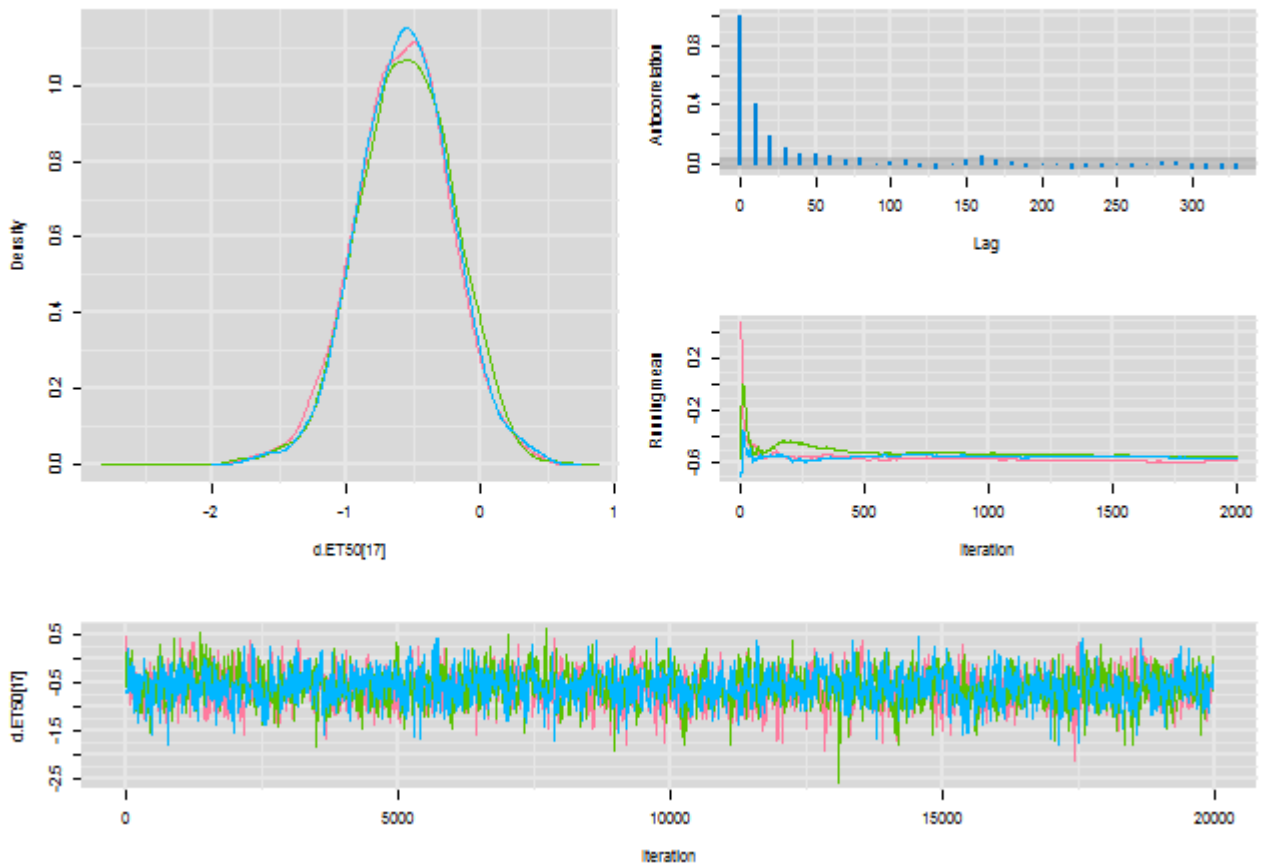 Density
0.0 0.2 0.4 0.6 0.8 1.0
-2 -1 0 1
d.ET50[17]
Autocorrelation
0.0 0.4 0.8
0 50 100 150 200 250 300
Lag
Running mean
-0.6 -0.2 0.2
0 500 1000 1500 2000
Iteration
d.ET50[17]
-2.5 -1.5 -0.5 0.5
0 5000 10000 15000 20000
Iteration